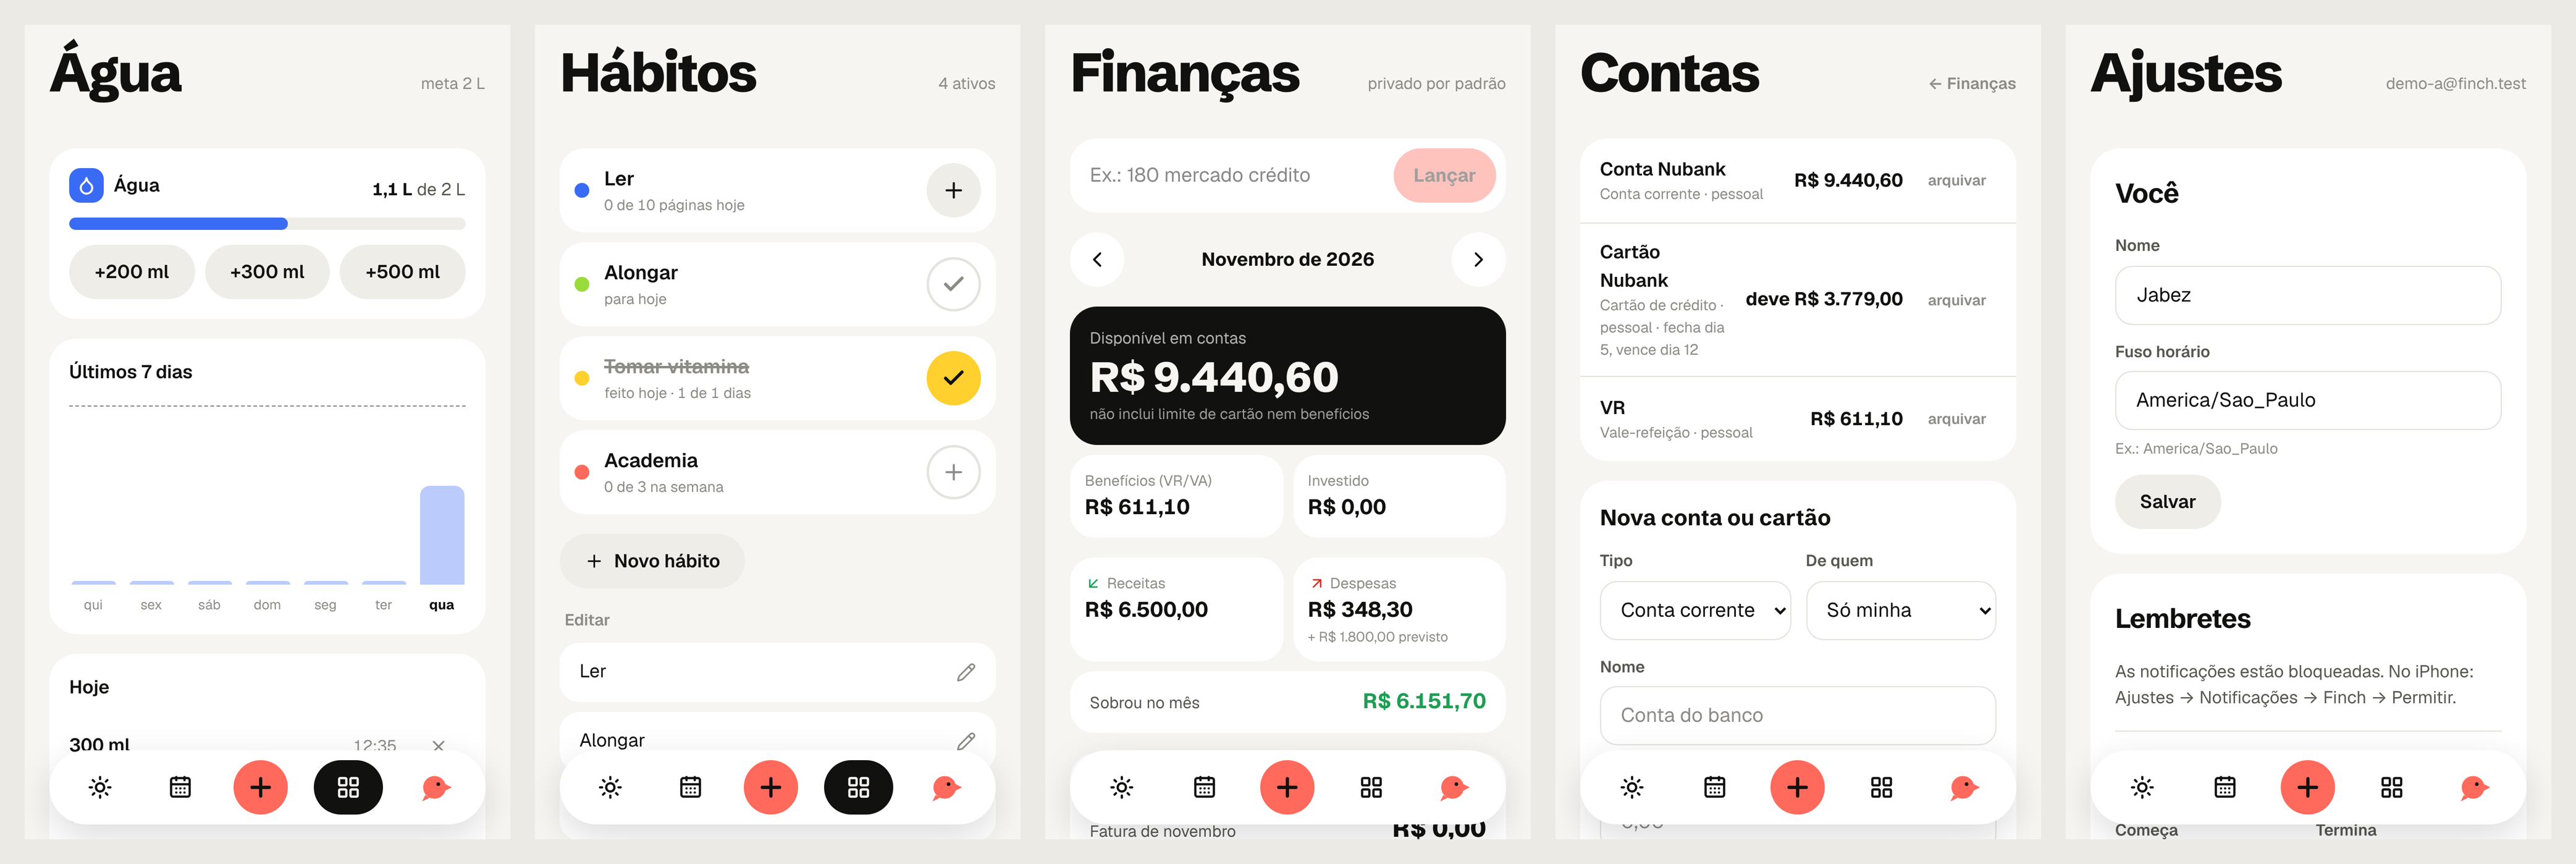 Água
meta 2 L
Água
1,1 L de 2 L
+200 ml
+300 ml
+500 ml
Últimos 7 dias
qui
sex
sáb
dom
seg
ter
qua
Hoje
300 ml
12:35
Hábitos
4 ativos
Ler
0 de 10 páginas hoje
Alongar
para hoje
Tomar vitamina
feito hoje · 1 de 1 dias
Academia
0 de 3 na semana
+ Novo hábito
Editar
Ler
Alongar
Finanças
privado por padrão
Ex.: 180 mercado crédito
Lançar
Novembro de 2026
Disponível em contas
R$ 9.440,60
não inclui limite de cartão nem benefícios
Benefícios (VR/VA)
R$ 611,10
Investido
R$ 0,00
Receitas
R$ 6.500,00
Despesas
R$ 348,30
+ R$ 1.800,00 previsto
Sobrou no mês
R$ 6.151,70
Fatura de novembro
R$ 0,00
Contas
← Finanças
Conta Nubank
Conta corrente · pessoal
R$ 9.440,60
arquivar
Cartão
Nubank
Cartão de crédito ·
pessoal · fecha dia
5, vence dia 12
deve R$ 3.779,00
arquivar
VR
Vale-refeição · pessoal
R$ 611,10
arquivar
Nova conta ou cartão
Tipo
De quem
Conta corrente
Só minha
Nome
Conta do banco
Ajustes
demo-a@finch.test
Você
Nome
Jabez
Fuso horário
America/Sao_Paulo
Ex.: America/Sao_Paulo
Salvar
Lembretes
As notificações estão bloqueadas. No iPhone:
Ajustes → Notificações → Finch → Permitir.
Começa
Termina